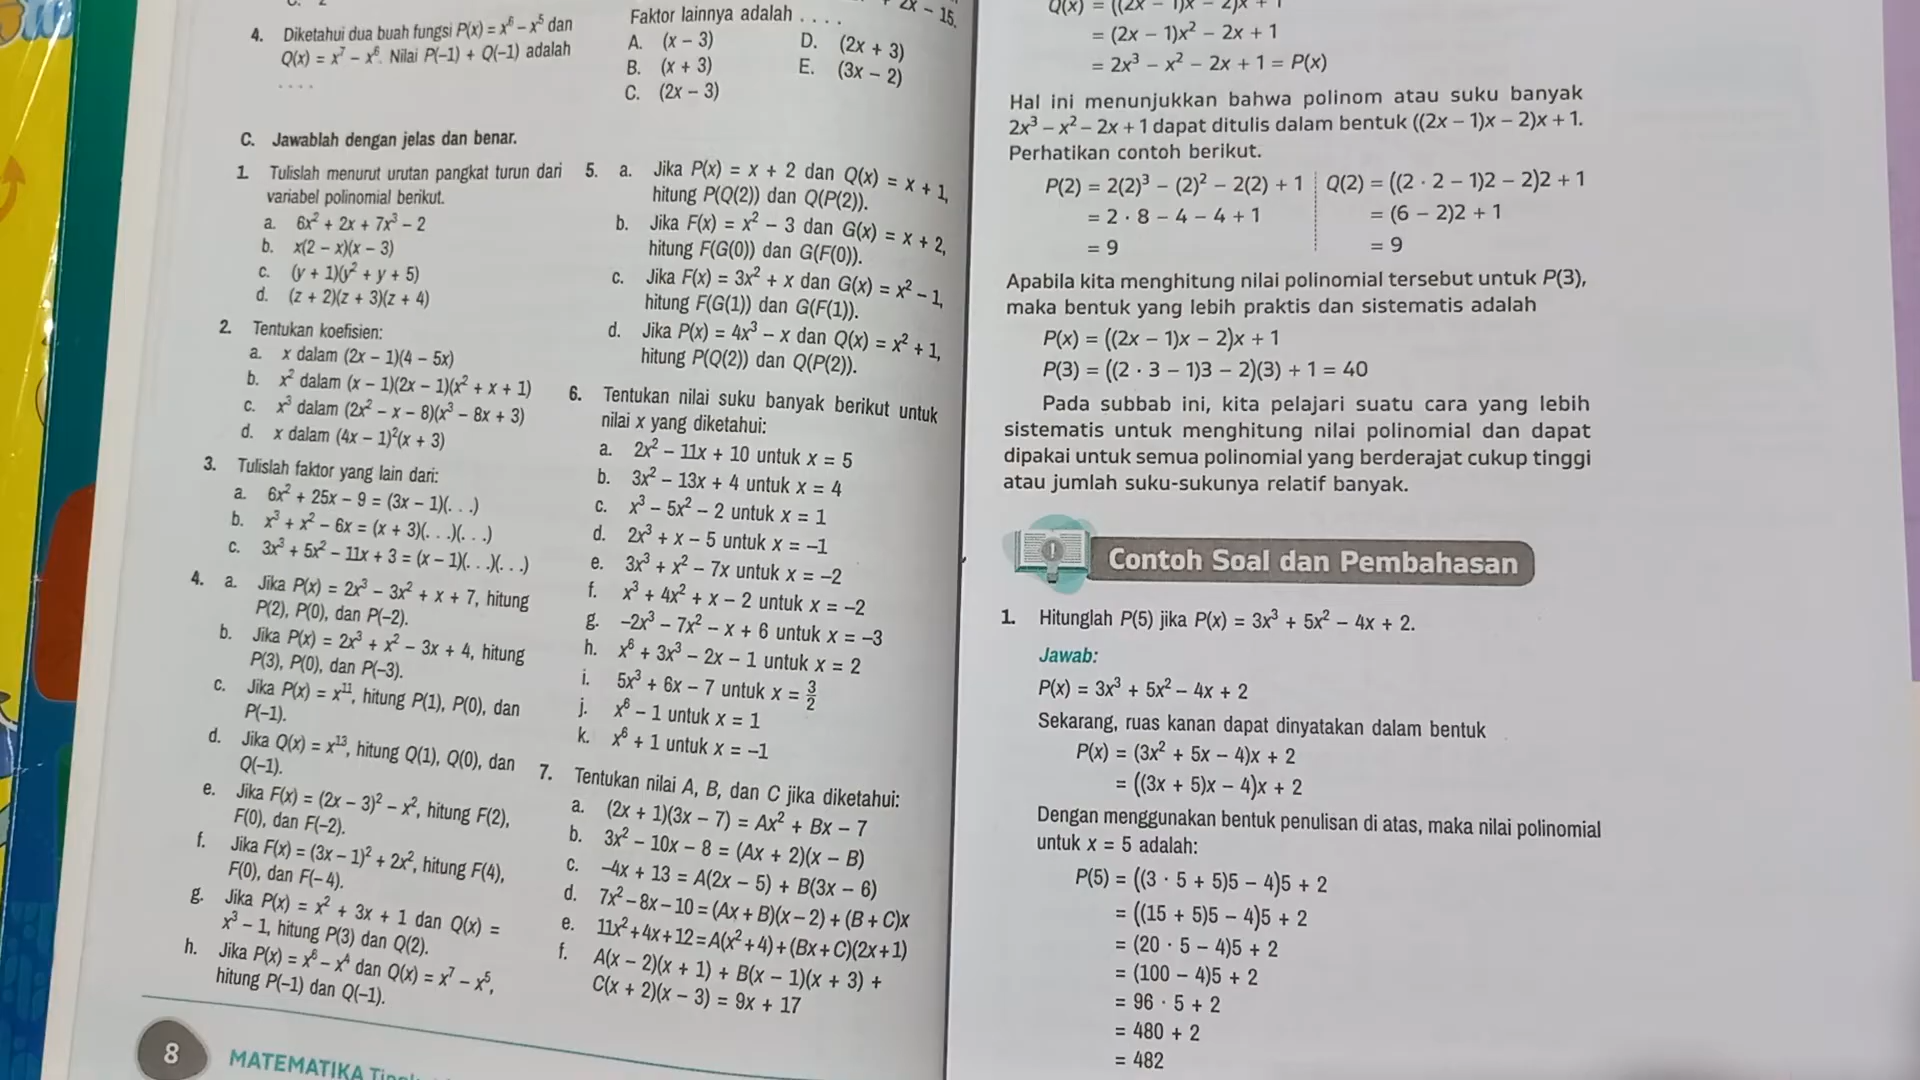 4. Diketahui dua buah fungsi P(x) = x⁶ – x⁵ dan
Q(x) = x⁷ – x⁶. Nilai P(–1) + Q(–1) adalah
. . . .
2x – 15.
Faktor lainnya adalah . . . .
A. (x – 3)
B. (x + 3)
C. (2x – 3)
D. (2x + 3)
E. (3x – 2)
C. Jawablah dengan jelas dan benar.
1. Tulislah menurut urutan pangkat turun dari
variabel polinomial berikut.
a. 6x² + 2x + 7x³ – 2
b. x(2 – x)(x – 3)
c. (y + 1)(y² + y + 5)
d. (z + 2)(z + 3)(z + 4)
2. Tentukan koefisien:
a. x dalam (2x – 1)(4 – 5x)
b. x² dalam (x – 1)(2x – 1)(x² + x + 1)
c. x³ dalam (2x² – x – 8)(x³ – 8x + 3)
d. x dalam (4x – 1)²(x + 3)
3. Tulislah faktor yang lain dari:
a. 6x² + 25x – 9 = (3x – 1)(. . .)
b. x³ + x² – 6x = (x + 3)(. . .)(. . .)
c. 3x³ + 5x² – 11x + 3 = (x – 1)(. . .)(. . .)
4. a. Jika P(x) = 2x³ – 3x² + x + 7, hitung
P(2), P(0), dan P(–2).
b. Jika P(x) = 2x³ + x² – 3x + 4, hitung
P(3), P(0), dan P(–3).
c. Jika P(x) = x¹¹, hitung P(1), P(0), dan
P(–1).
d. Jika Q(x) = x¹³, hitung Q(1), Q(0), dan
Q(–1).
e. Jika F(x) = (2x – 3)² – x², hitung F(2),
F(0), dan F(–2).
f. Jika F(x) = (3x – 1)² + 2x², hitung F(4),
F(0), dan F(–4).
g. Jika P(x) = x² + 3x + 1 dan Q(x) =
x³ – 1, hitung P(3) dan Q(2).
h. Jika P(x) = x⁶ – x⁴ dan Q(x) = x⁷ – x⁵,
hitung P(–1) dan Q(–1).
5. a. Jika P(x) = x + 2 dan Q(x) = x + 1,
hitung P(Q(2)) dan Q(P(2)).
b. Jika F(x) = x² – 3 dan G(x) = x + 2,
hitung F(G(0)) dan G(F(0)).
c. Jika F(x) = 3x² + x dan G(x) = x² – 1,
hitung F(G(1)) dan G(F(1)).
d. Jika P(x) = 4x³ – x dan Q(x) = x² + 1,
hitung P(Q(2)) dan Q(P(2)).
6. Tentukan nilai suku banyak berikut untuk
nilai x yang diketahui:
a. 2x² – 11x + 10 untuk x = 5
b. 3x² – 13x + 4 untuk x = 4
c. x³ – 5x² – 2 untuk x = 1
d. 2x³ + x – 5 untuk x = –1
e. 3x³ + x² – 7x untuk x = –2
f. x³ + 4x² + x – 2 untuk x = –2
g. –2x³ – 7x² – x + 6 untuk x = –3
h. x⁶ + 3x³ – 2x – 1 untuk x = 2
i. 5x³ + 6x – 7 untuk x = 3/2
j. x⁶ – 1 untuk x = 1
k. x⁶ + 1 untuk x = –1
7. Tentukan nilai A, B, dan C jika diketahui:
a. (2x + 1)(3x – 7) = Ax² + Bx – 7
b. 3x² – 10x – 8 = (Ax + 2)(x – B)
c. –4x + 13 = A(2x – 5) + B(3x – 6)
d. 7x² – 8x – 10 = (Ax + B)(x – 2) + (B + C)x
e. 11x² + 4x + 12 = A(x² + 4) + (Bx + C)(2x + 1)
f. A(x – 2)(x + 1) + B(x – 1)(x + 3) +
C(x + 2)(x – 3) = 9x + 17
8 MATEMATIKA
Q(x) = ((2x – 1)x – 2)x + 1
= (2x – 1)x² – 2x + 1
= 2x³ – x² – 2x + 1 = P(x)
Hal ini menunjukkan bahwa polinom atau suku banyak
2x³ – x² – 2x + 1 dapat ditulis dalam bentuk ((2x – 1)x – 2)x + 1.
Perhatikan contoh berikut.
P(2) = 2(2)³ – (2)² – 2(2) + 1
= 2 · 8 – 4 – 4 + 1
= 9
Q(2) = ((2 · 2 – 1)2 – 2)2 + 1
= (6 – 2)2 + 1
= 9
Apabila kita menghitung nilai polinomial tersebut untuk P(3),
maka bentuk yang lebih praktis dan sistematis adalah
P(x) = ((2x – 1)x – 2)x + 1
P(3) = ((2 · 3 – 1)3 – 2)(3) + 1 = 40
Pada subbab ini, kita pelajari suatu cara yang lebih
sistematis untuk menghitung nilai polinomial dan dapat
dipakai untuk semua polinomial yang berderajat cukup tinggi
atau jumlah suku-sukunya relatif banyak.
Contoh Soal dan Pembahasan
1. Hitunglah P(5) jika P(x) = 3x³ + 5x² – 4x + 2.
Jawab:
P(x) = 3x³ + 5x² – 4x + 2
Sekarang, ruas kanan dapat dinyatakan dalam bentuk
P(x) = (3x² + 5x – 4)x + 2
= ((3x + 5)x – 4)x + 2
Dengan menggunakan bentuk penulisan di atas, maka nilai polinomial
untuk x = 5 adalah:
P(5) = ((3 · 5 + 5)5 – 4)5 + 2
= ((15 + 5)5 – 4)5 + 2
= (20 · 5 – 4)5 + 2
= (100 – 4)5 + 2
= 96 · 5 + 2
= 480 + 2
= 482